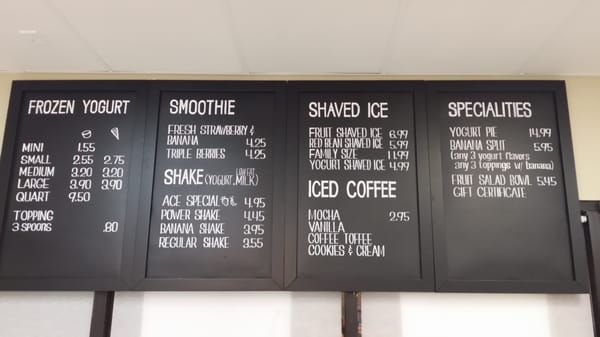 FROZEN YOGURT
MINI 1.55
SMALL 2.55 2.75
MEDIUM 3.20 3.20
LARGE 3.90 3.90
QUART 9.50
TOPPING
3 SPOONS .80
SMOOTHIE
FRESH STRAWBERRY &
BANANA 4.25
TRIPLE BERRIES 4.25
SHAKE (YOGURT, LOW FAT MILK)
ACE SPECIAL 4.95
POWER SHAKE 4.45
BANANA SHAKE 3.95
REGULAR SHAKE 3.55
SHAVED ICE
FRUIT SHAVED ICE 6.99
RED BEAN SHAVED ICE 5.99
FAMILY SIZE 11.99
YOGURT SHAVED ICE 4.99
ICED COFFEE
MOCHA 2.95
VANILLA
COFFEE TOFFEE
COOKIES & CREAM
SPECIALITIES
YOGURT PIE 14.99
BANANA SPLIT 5.95
(any 3 yogurt flavors
any 3 toppings w/ banana)
FRUIT SALAD BOWL 5.45
GIFT CERTIFICATE